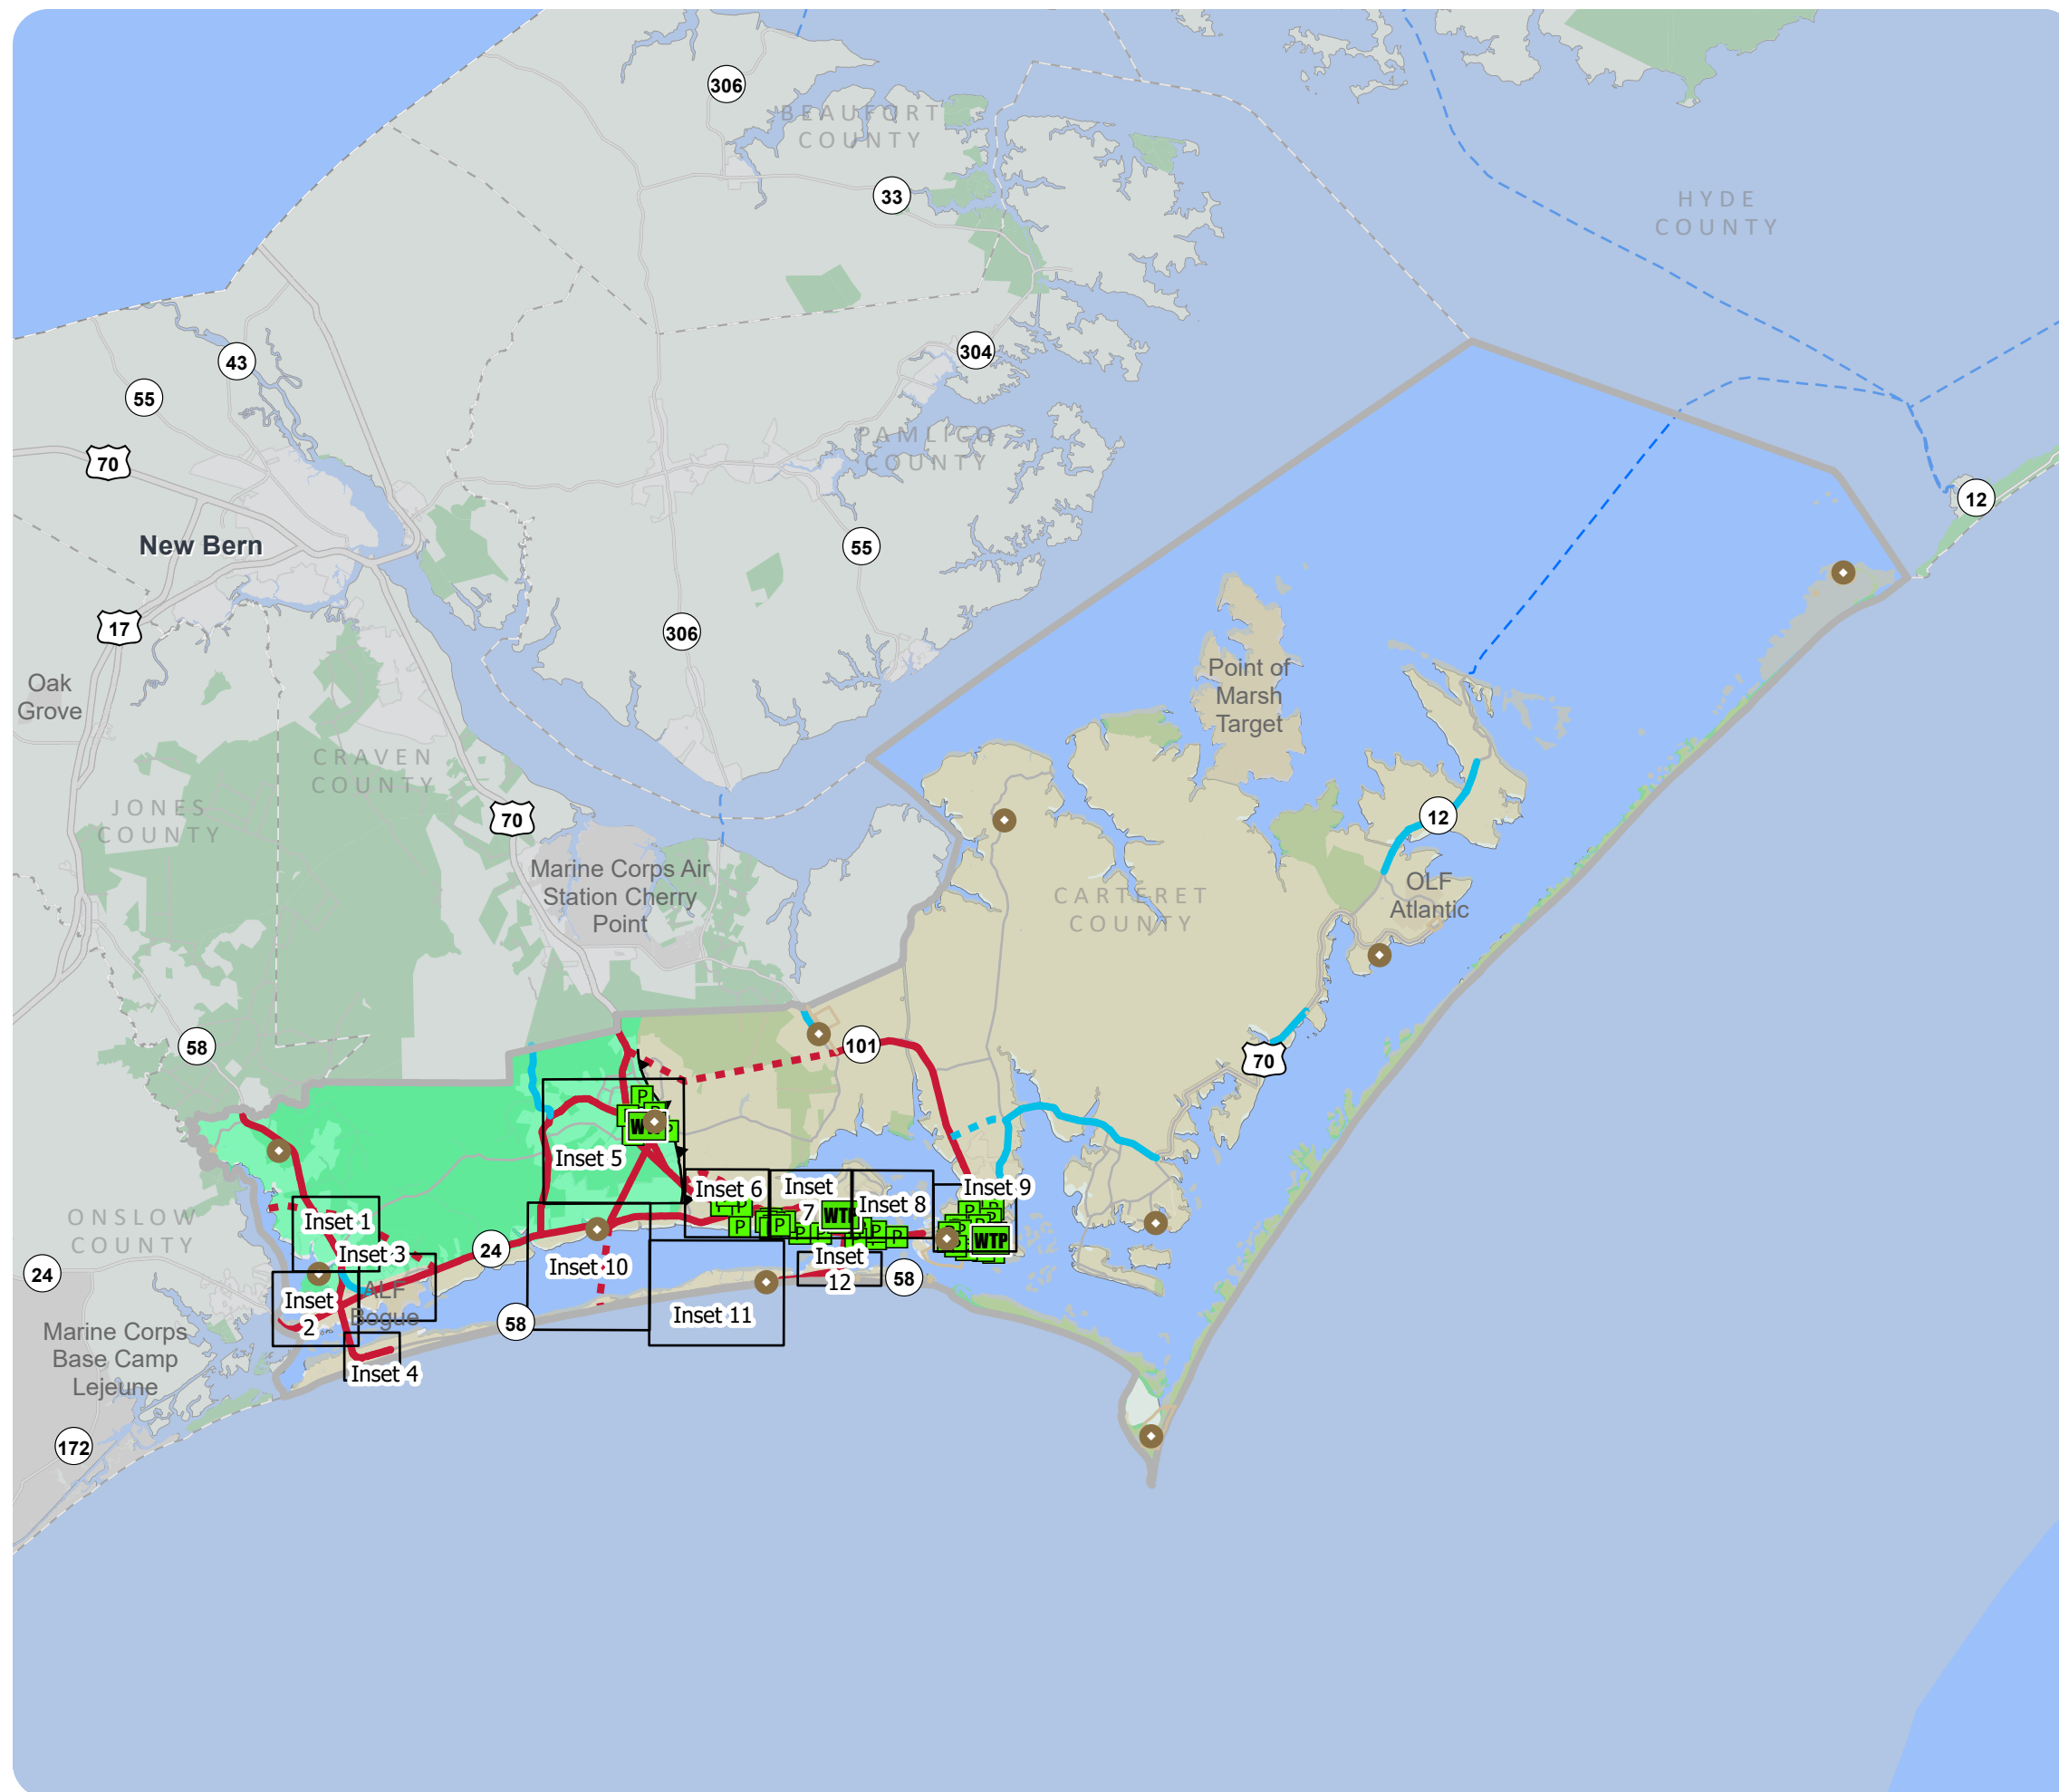 306
BEAUFORT
COUNTY
33
HYDE
COUNTY
304
43
55
PAMLICO
COUNTY
70
12
New Bern
55
17
306
Oak
Grove
Point of
Marsh
Target
CRAVEN
COUNTY
JONES
COUNTY
70
12
Marine Corps Air
Station Cherry
Point
CARTERET
COUNTY
OLF
Atlantic
58
101
70
P
P
Inset 5
Inset 6
Inset
7
Inset 8
Inset 9
P
P
P
P
P
P
P
P
P
WTP
WTP
ONSLOW
COUNTY
Inset 1
Inset 3
24
24
Inset 10
Inset
12
58
ALF
Bogue
Inset
2
Inset 11
58
Marine Corps
Base Camp
Lejeune
Inset 4
172